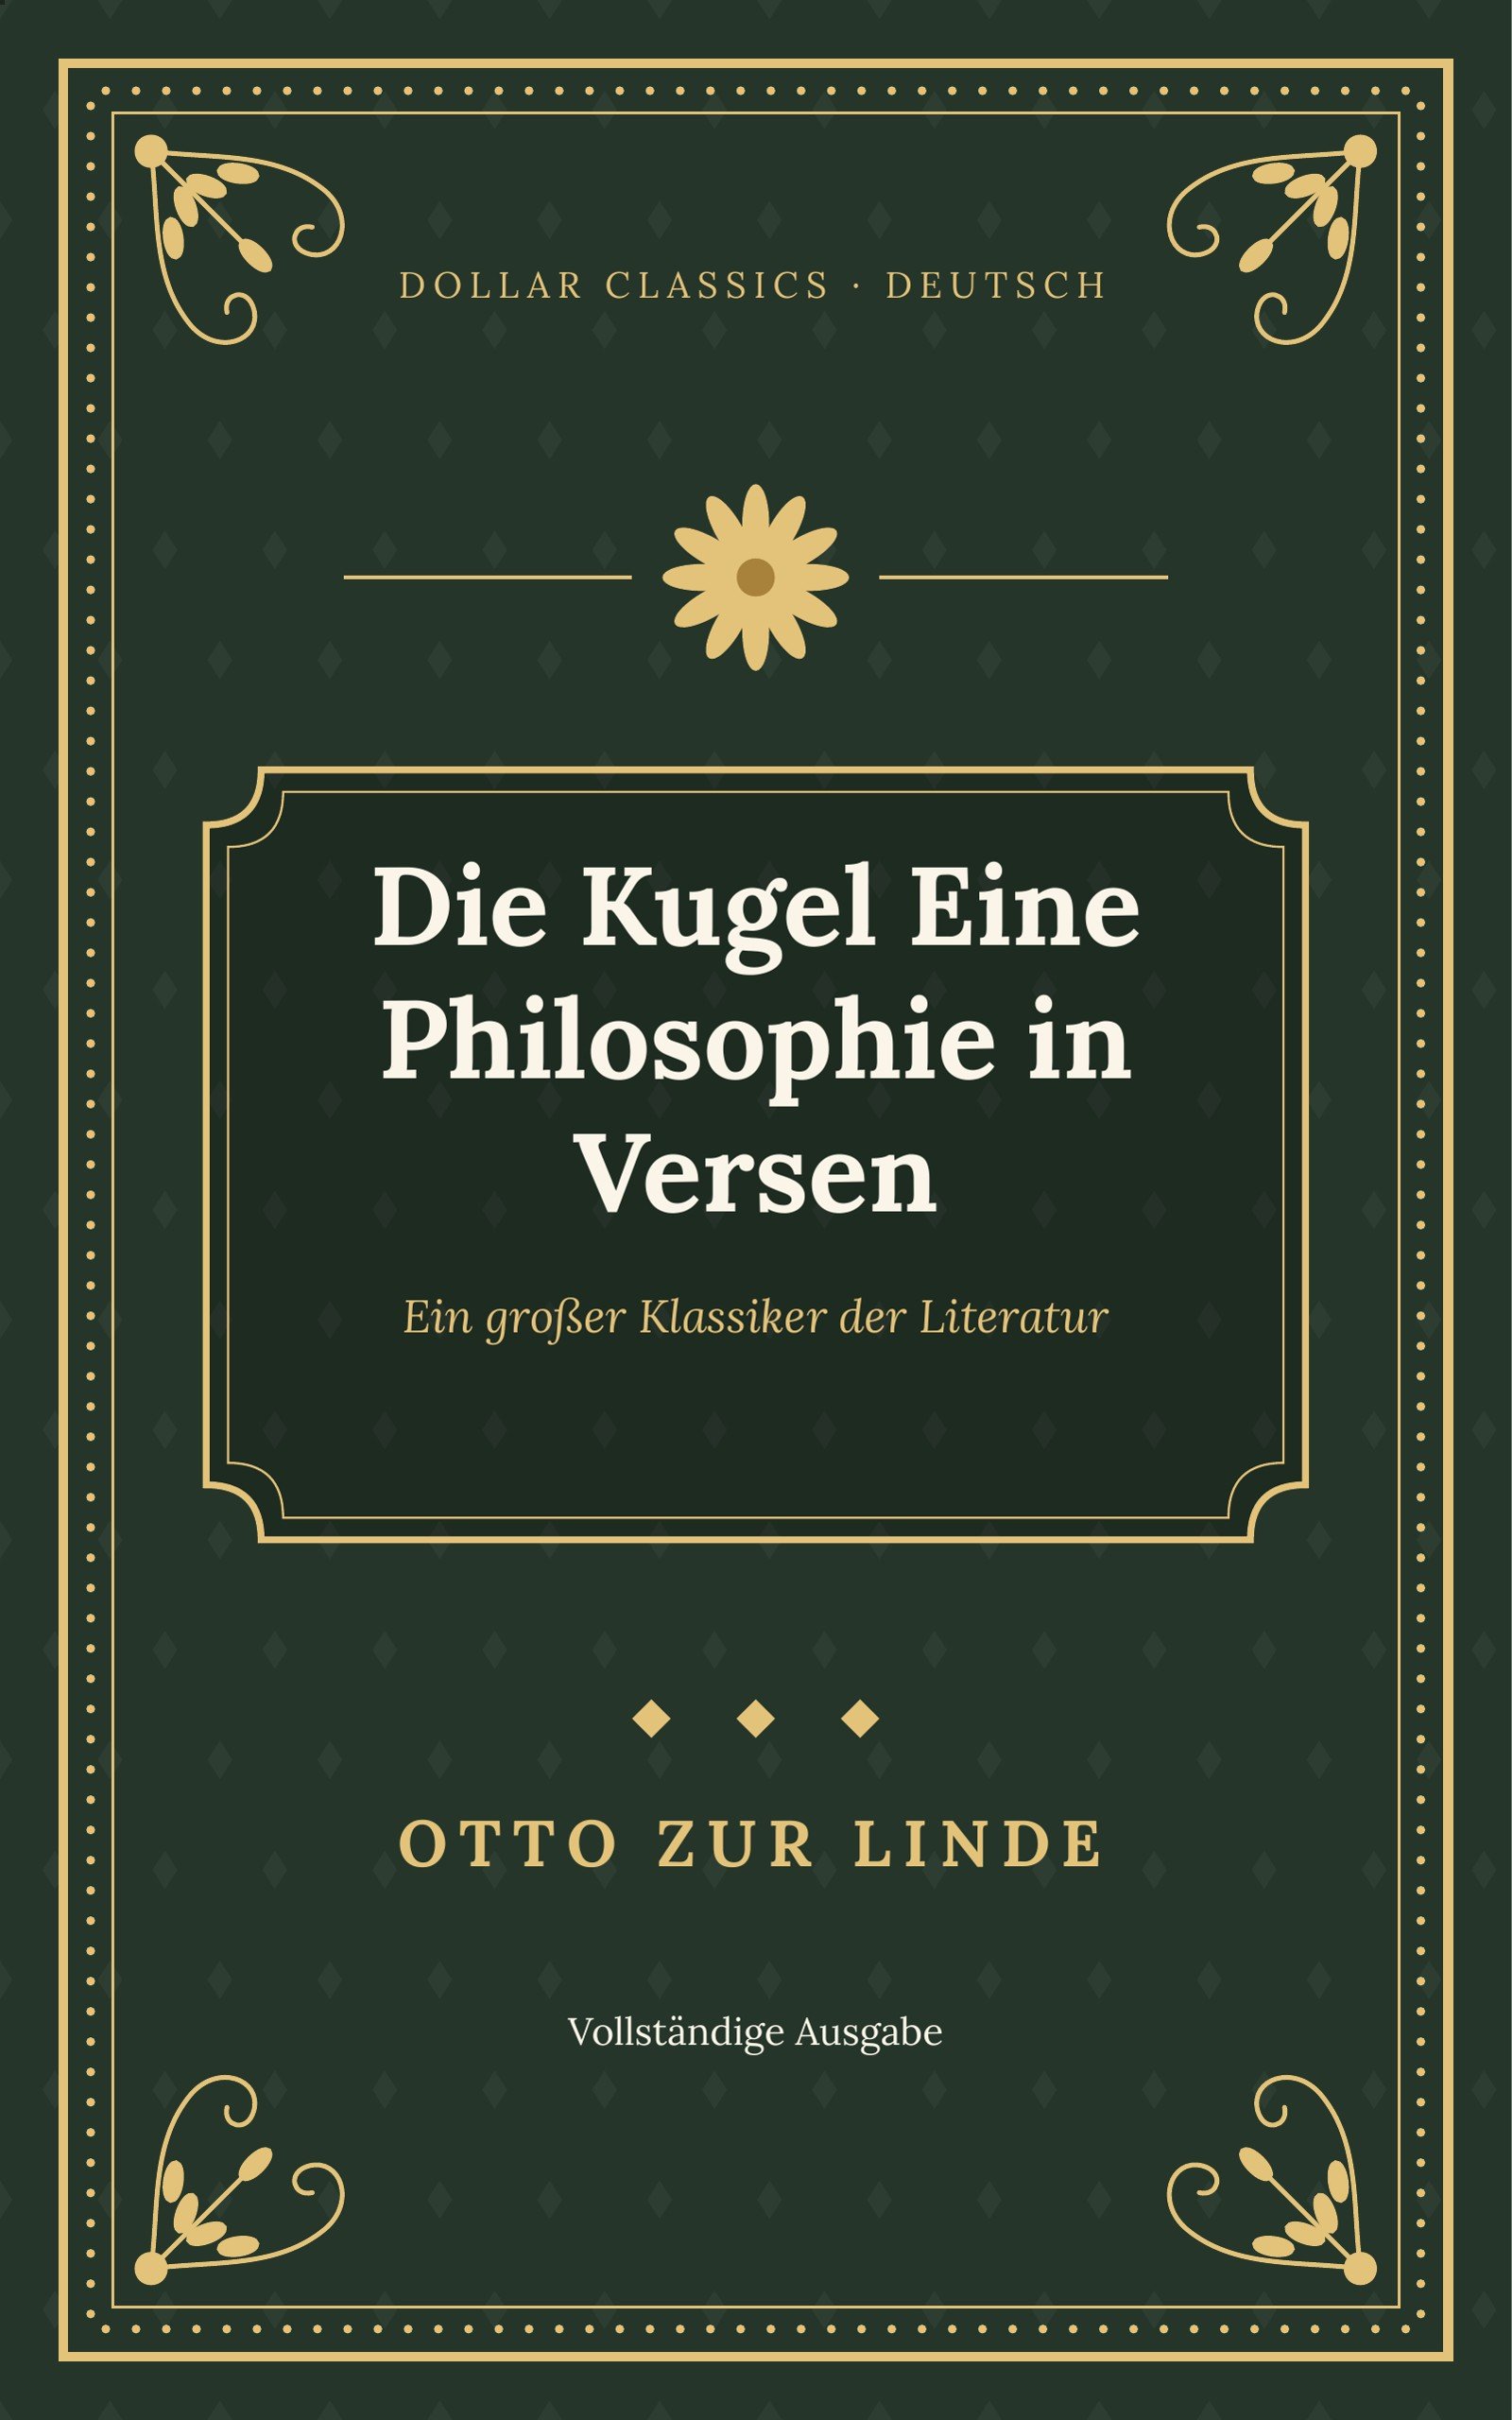 DOLLAR CLASSICS · DEUTSCH
Die Kugel Eine
Philosophie in
Versen
Ein großer Klassiker der Literatur
OTTO ZUR LINDE
Vollständige Ausgabe